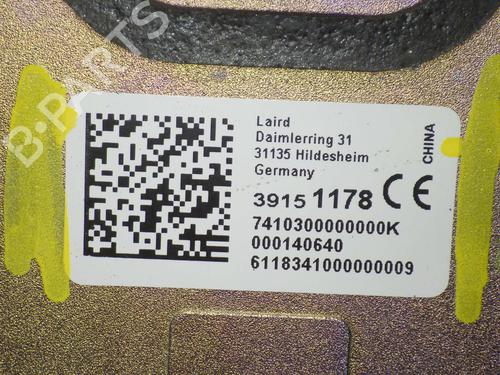 B-PARTS
Laird
Daimlerring 31
31135 Hildesheim
Germany
CHINA
3915 1178 CE
7410300000000K
000140640
6118341000000009